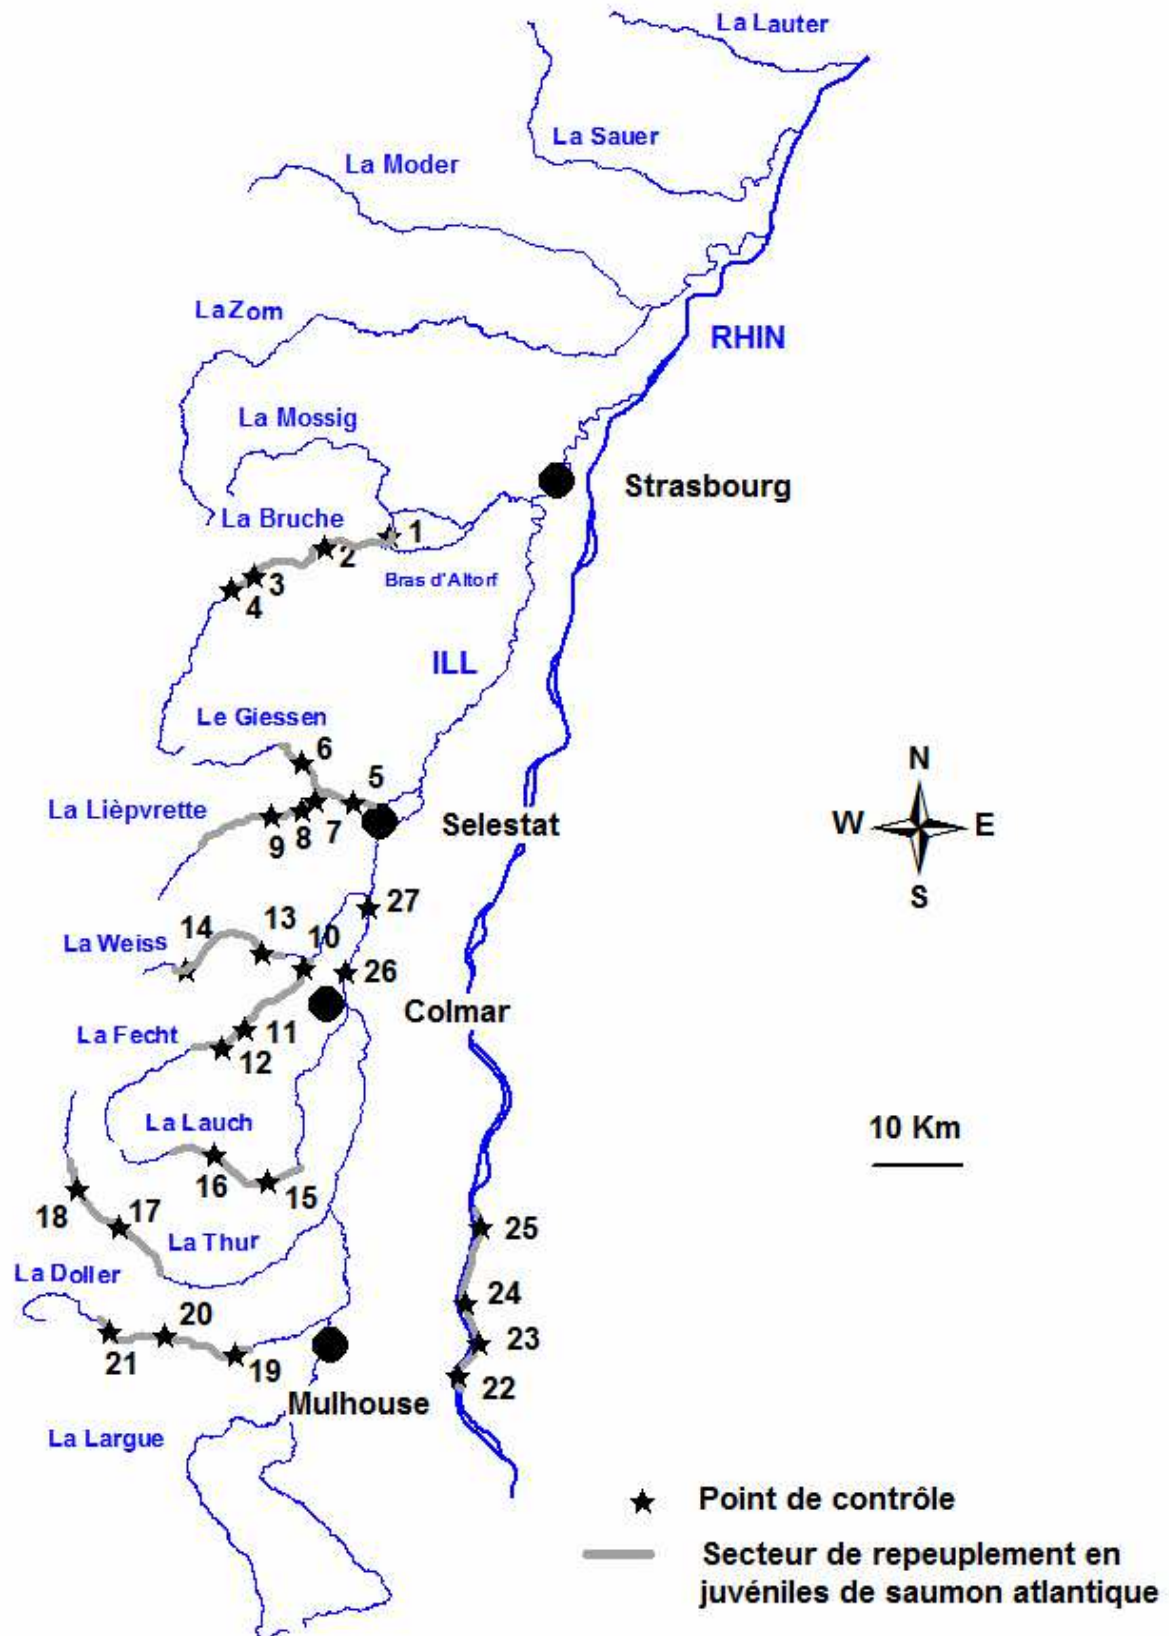 La Lauter
La Sauer
La Moder
La Zorn
RHIN
La Mossig
Strasbourg
La Bruche
1
2
Bras d'Altorf
3
4
ILL
Le Giessen
6
5
N
La Lièpvrette
W E
9 8 7
Selestat
S
27
14 13 10
La Weiss
26
Colmar
La Fecht
11
12
La Lauch
10 Km
16
15
18 17
25
La Thur
La Doller
24
20
23
21 19
22
Mulhouse
La Largue
Point de contrôle
Secteur de repeuplement en
juvéniles de saumon atlantique